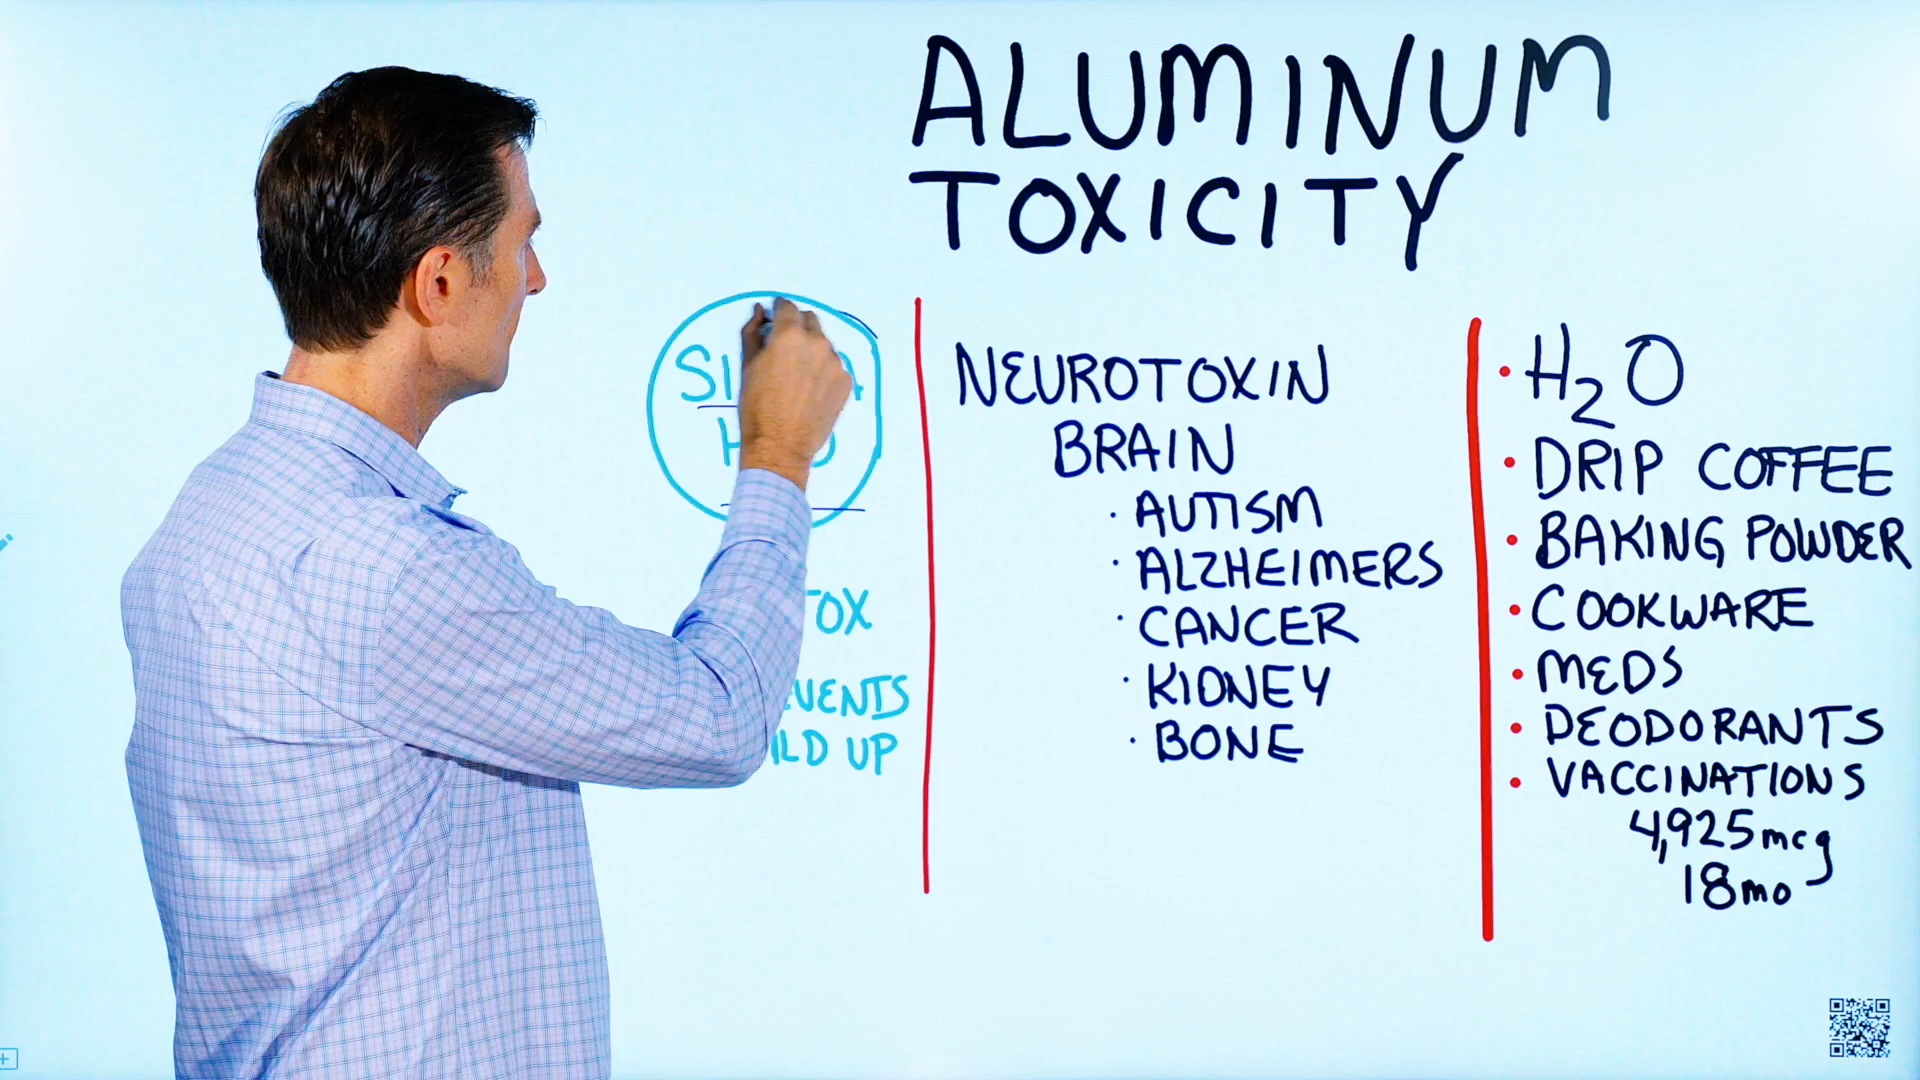 ALUMINUM
TOXICITY
H O
TOX
UP
NEUROTOXIN
BRAIN
· AUTISM
· ALZHEIMERS
· CANCER
· KIDNEY
· BONE
• H2O
• DRIP COFFEE
• BAKING POWDER
• COOKWARE
• MEDS
• DEODORANTS
• VACCINATIONS
4,925mcg
18mo